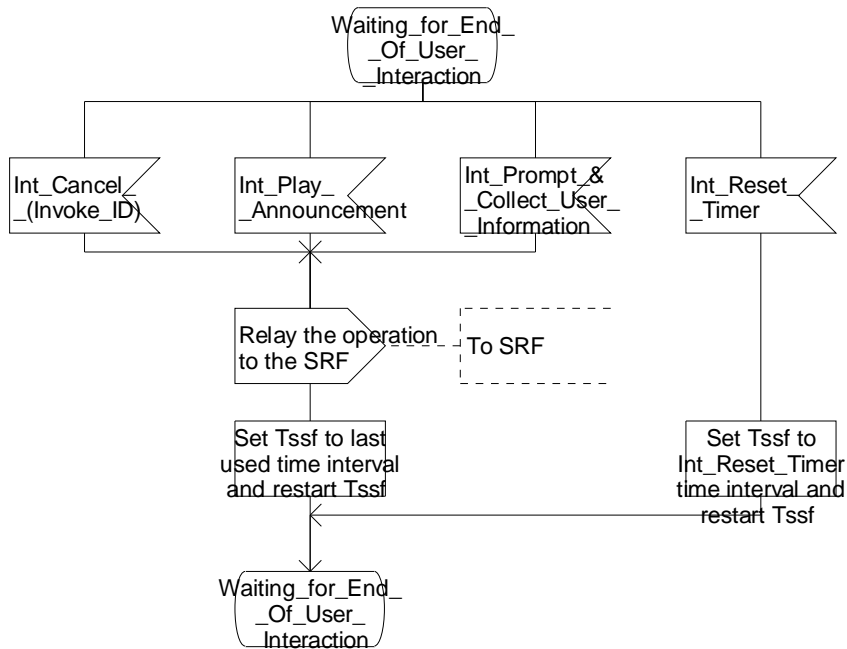 Waiting_for_End_
_Of_User_
_Interaction
Int_Cancel_
_(Invoke_ID)
Int_Play_
_Announcement
Int_Prompt_&
_Collect_User_
_Information
Int_Reset_
_Timer
Relay the operation
to the SRF
To SRF
Set Tssf to last
used time interval
and restart Tssf
Set Tssf to
Int_Reset_Timer
time interval and
restart Tssf
Waiting_for_End_
_Of_User_
_Interaction